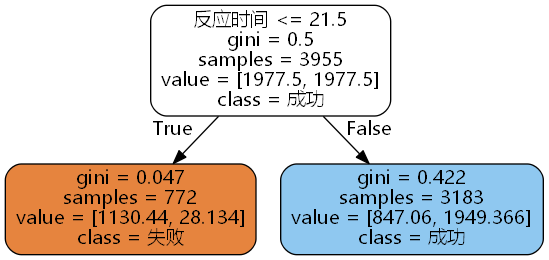 反应时间 <= 21.5
gini = 0.5
samples = 3955
value = [1977.5, 1977.5]
class = 成功
True
False
gini = 0.047
samples = 772
value = [1130.44, 28.134]
class = 失败
gini = 0.422
samples = 3183
value = [847.06, 1949.366]
class = 成功